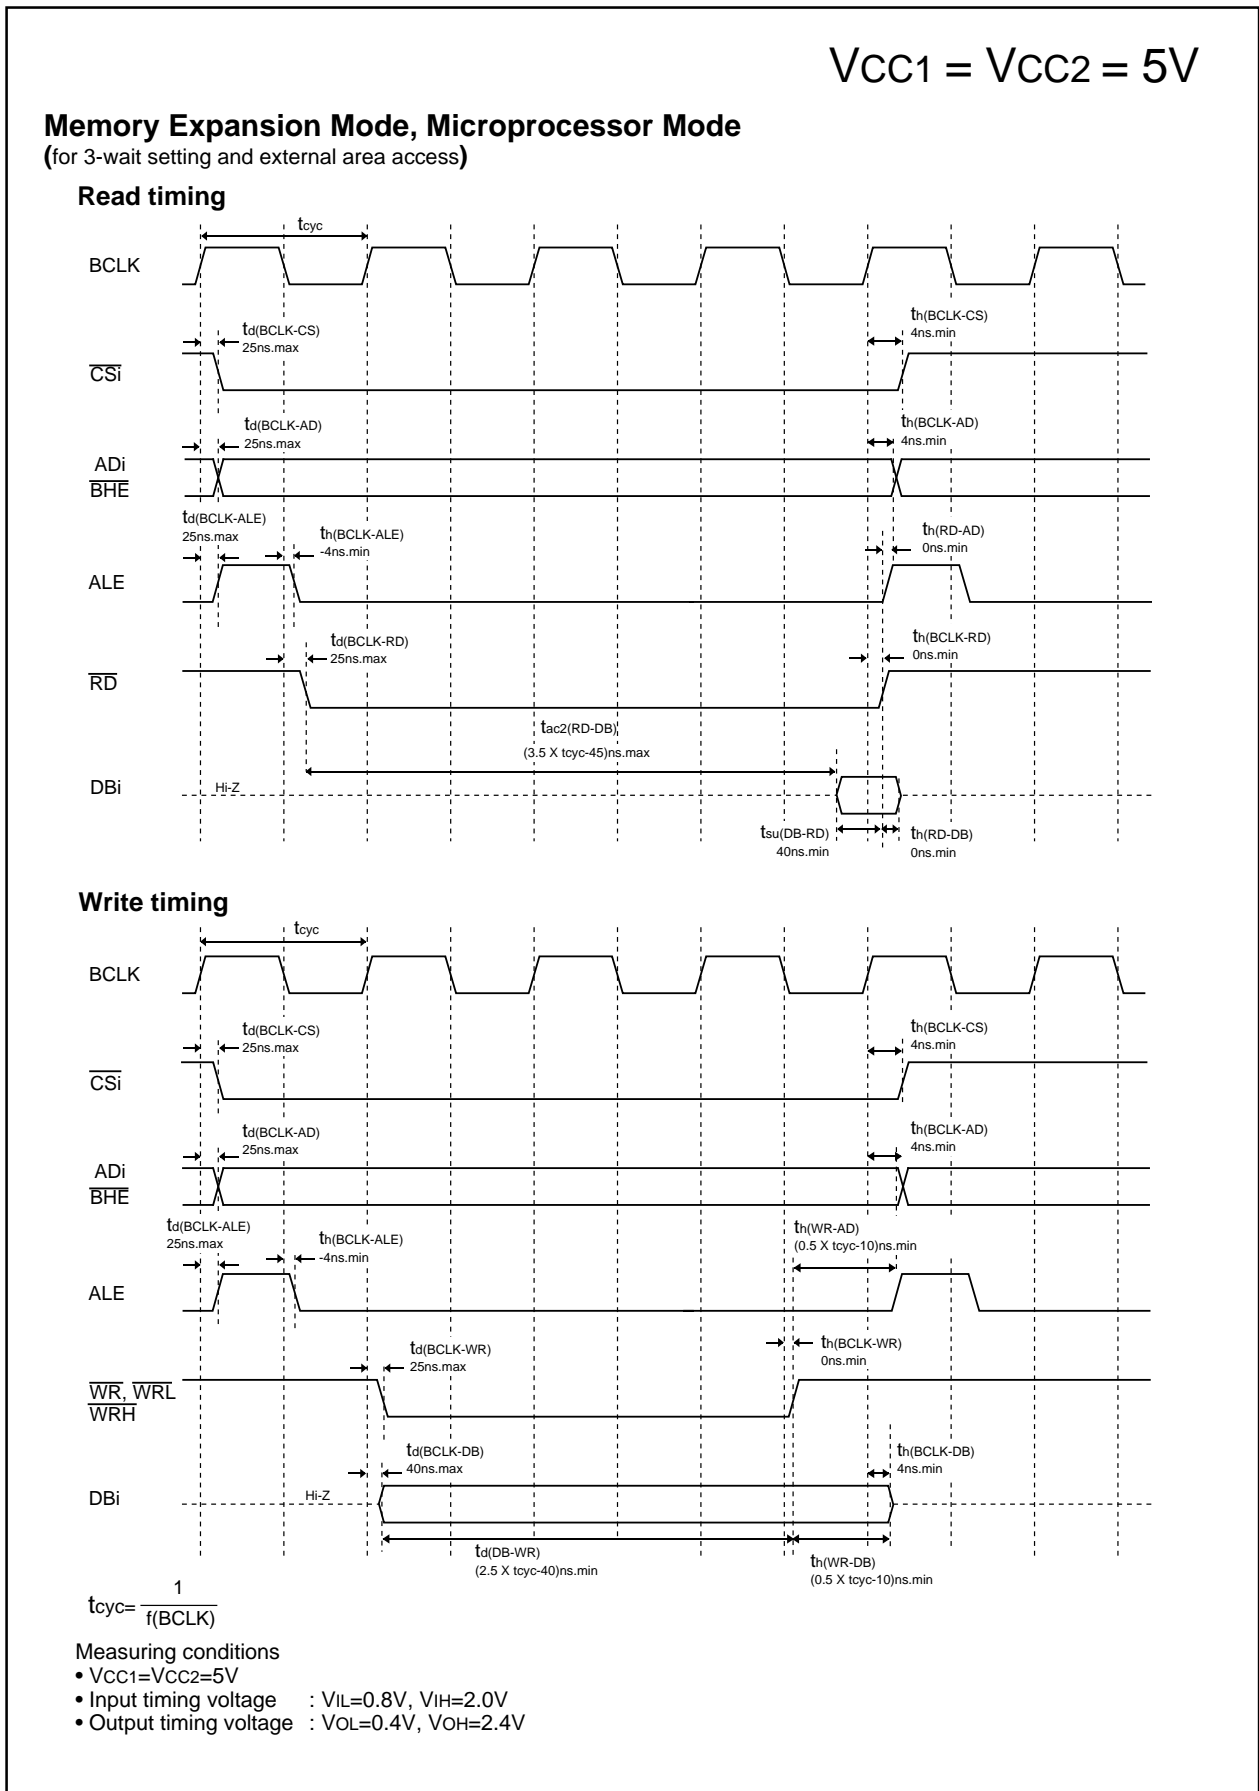 VCC1 = VCC2 = 5V
Memory Expansion Mode, Microprocessor Mode
(for 3-wait setting and external area access)
Read timing
tcyc
BCLK
td(BCLK-CS)
25ns.max
th(BCLK-CS)
4ns.min
CSi
td(BCLK-AD)
25ns.max
th(BCLK-AD)
4ns.min
ADi
BHE
td(BCLK-ALE)
25ns.max
th(BCLK-ALE)
-4ns.min
th(RD-AD)
0ns.min
ALE
td(BCLK-RD)
25ns.max
th(BCLK-RD)
0ns.min
RD
tac2(RD-DB)
(3.5 X tcyc-45)ns.max
DBi
Hi-Z
tsu(DB-RD)
40ns.min
th(RD-DB)
0ns.min
Write timing
tcyc
BCLK
td(BCLK-CS)
25ns.max
th(BCLK-CS)
4ns.min
CSi
td(BCLK-AD)
25ns.max
th(BCLK-AD)
4ns.min
ADi
BHE
td(BCLK-ALE)
25ns.max
th(BCLK-ALE)
-4ns.min
th(WR-AD)
(0.5 X tcyc-10)ns.min
ALE
td(BCLK-WR)
25ns.max
th(BCLK-WR)
0ns.min
WR, WRL
WRH
td(BCLK-DB)
40ns.max
th(BCLK-DB)
4ns.min
DBi
Hi-Z
td(DB-WR)
(2.5 X tcyc-40)ns.min
th(WR-DB)
(0.5 X tcyc-10)ns.min
tcyc= 1
f(BCLK)
Measuring conditions
• VCC1=VCC2=5V
• Input timing voltage : VIL=0.8V, VIH=2.0V
• Output timing voltage : VOL=0.4V, VOH=2.4V